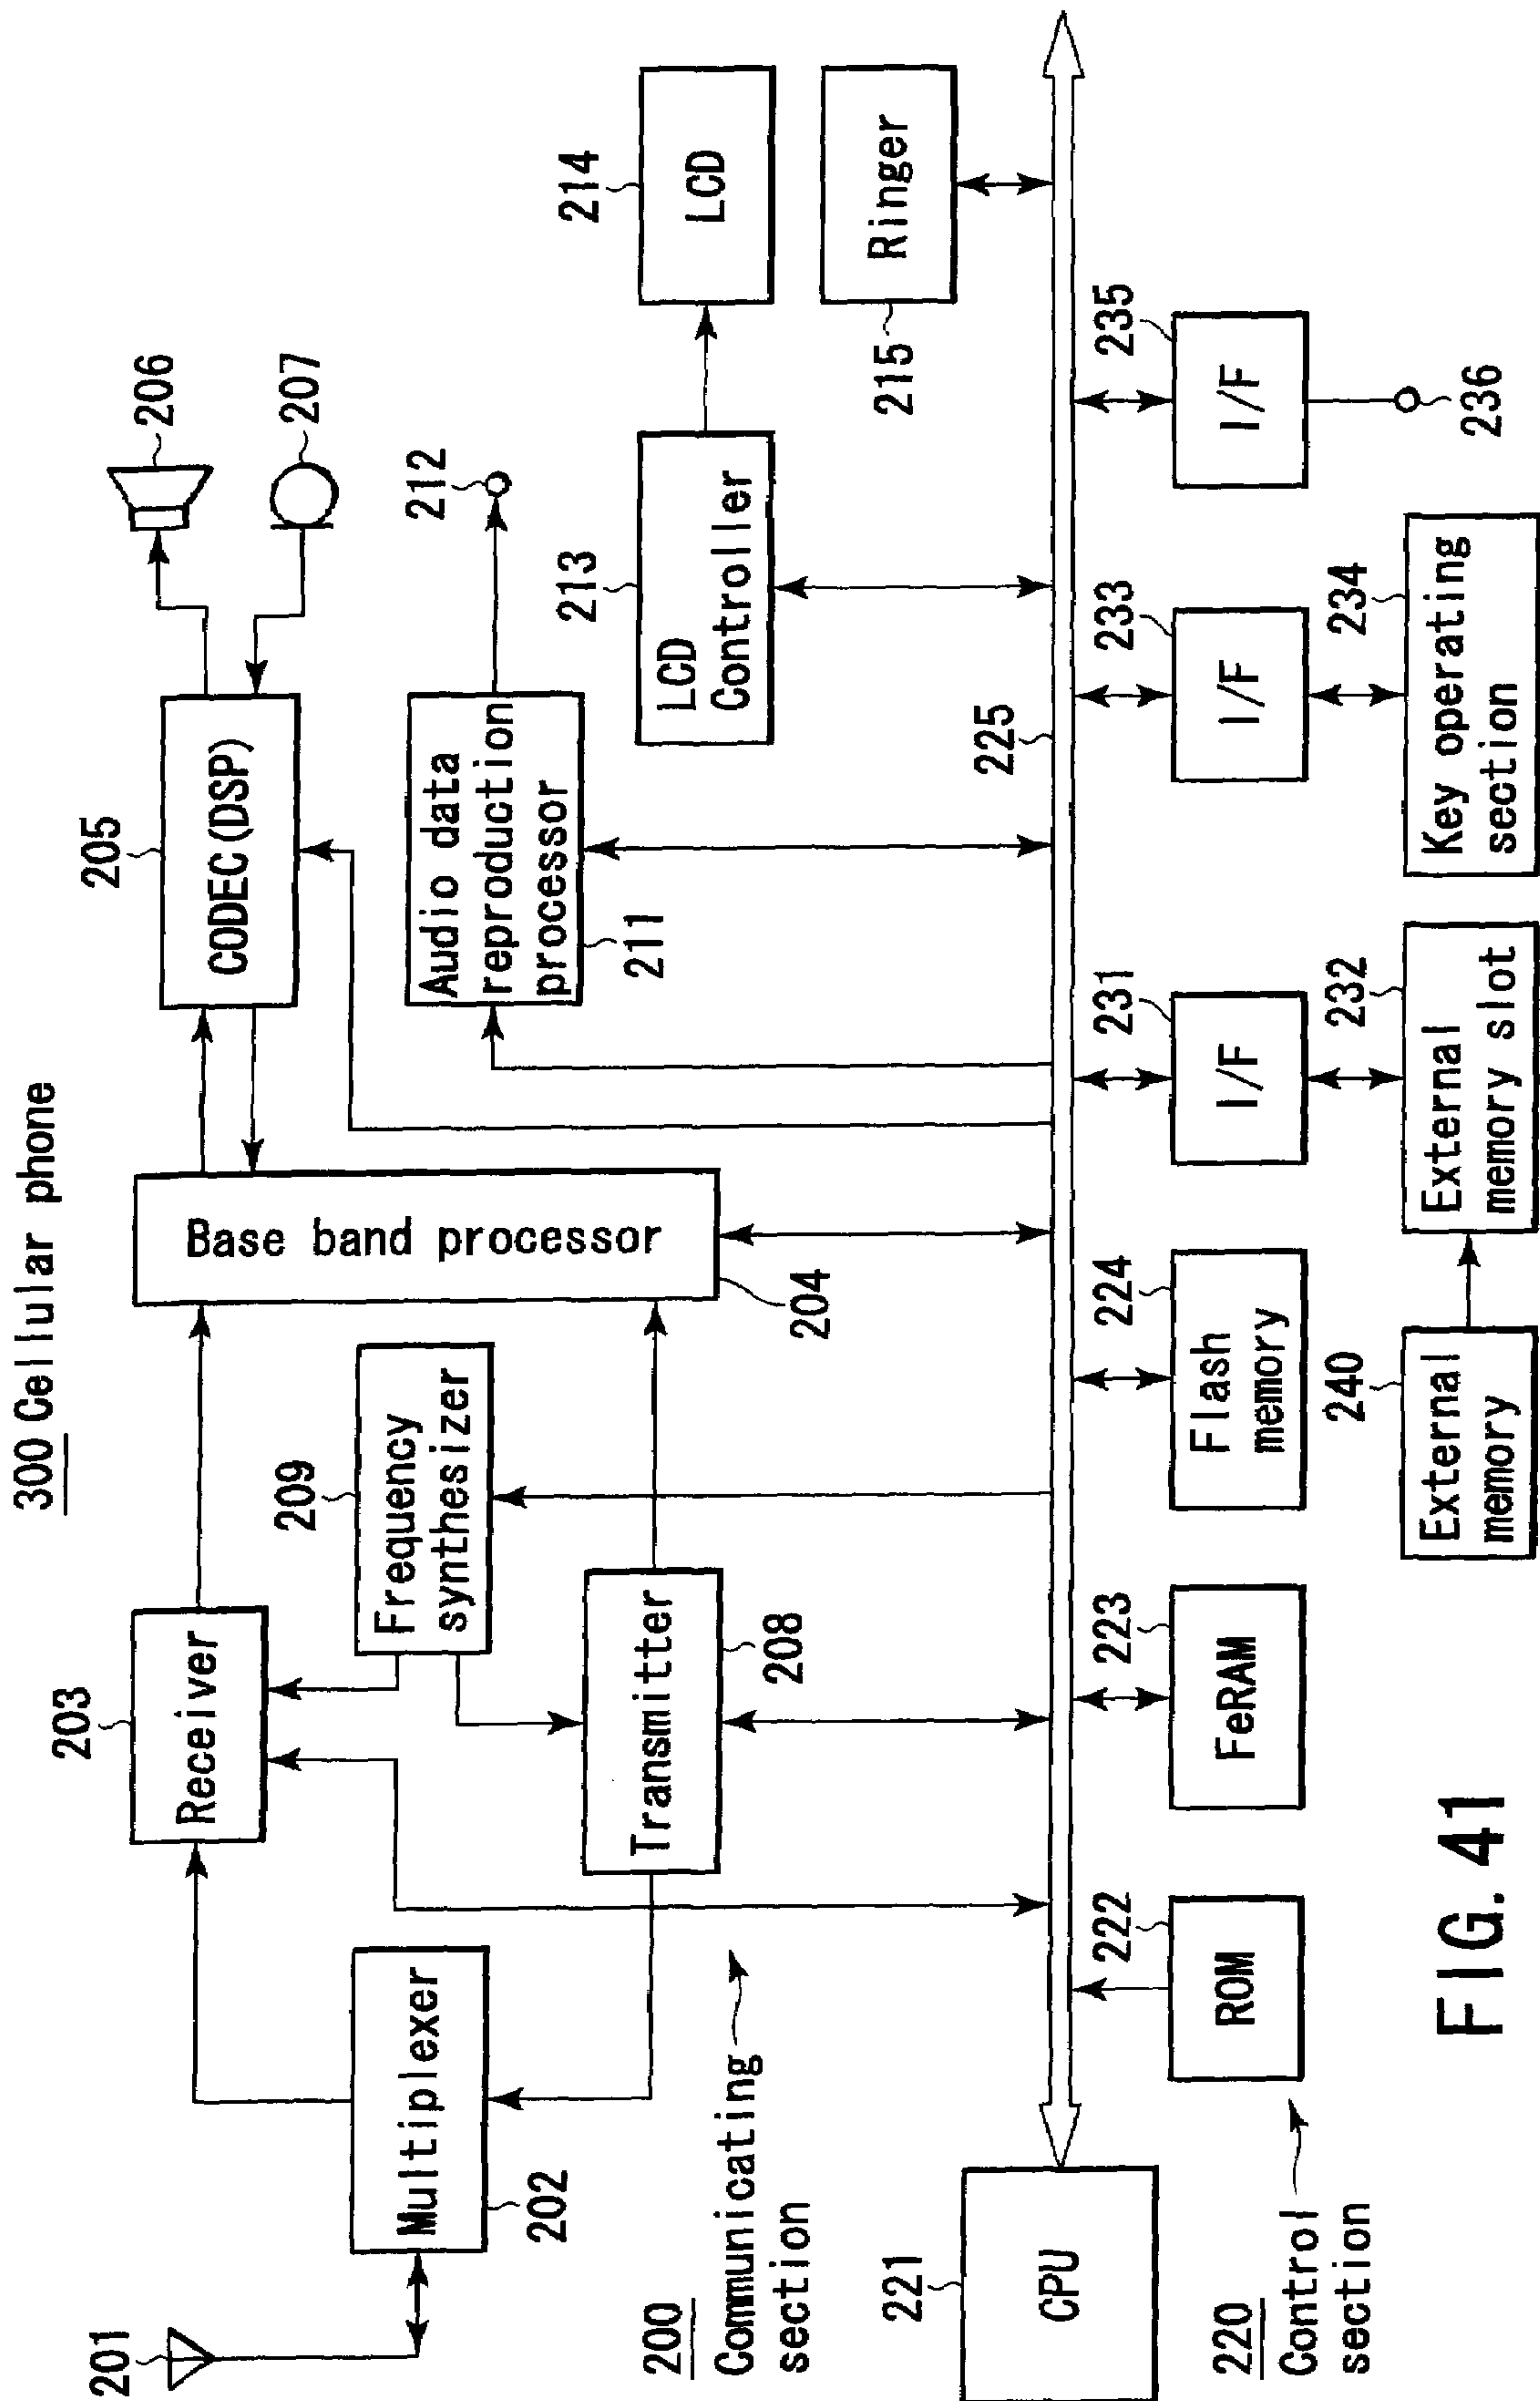 300 Cellular phone
201
202
Multiplexer
203
Receiver
209
Frequency
synthesizer
208
Transmitter
204
Base band processor
205
CODEC(DSP)
206
207
Audio data
reproduction
processor
211
212
213
LCD
Controller
214
LCD
215
Ringer
200
Communicating
section
225
221
CPU
220
Control
section
222
ROM
223
FeRAM
224
Flash
memory
231
I/F
233
I/F
235
I/F
236
240
External
memory
232
External
memory slot
234
Key operating
section
FIG. 41